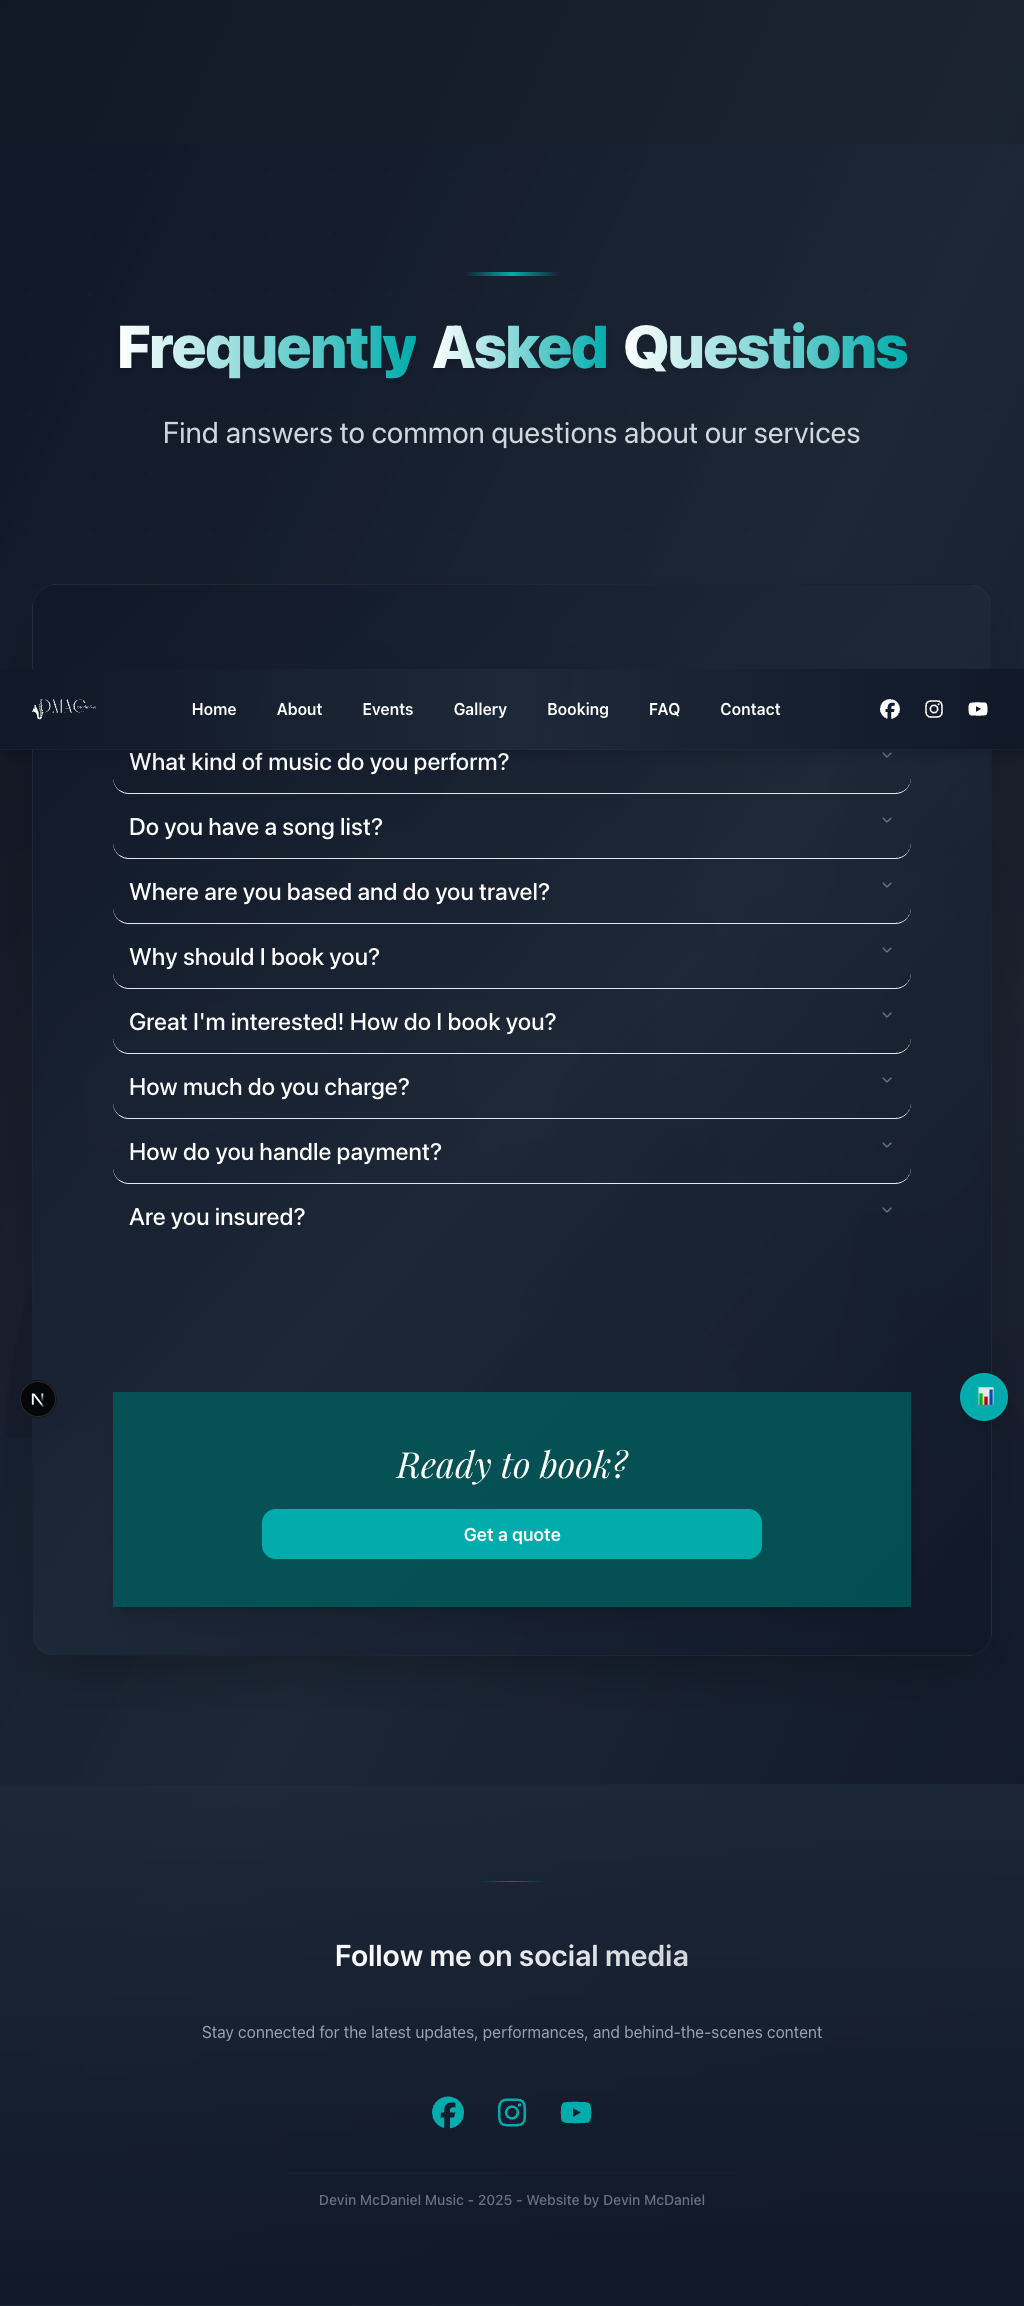 Frequently Asked Questions
Find answers to common questions about our services
DMAC
Home About Events Gallery Booking FAQ Contact
What kind of music do you perform?
Do you have a song list?
Where are you based and do you travel?
Why should I book you?
Great I'm interested! How do I book you?
How much do you charge?
How do you handle payment?
Are you insured?
N
Ready to book?
Get a quote
Follow me on social media
Stay connected for the latest updates, performances, and behind-the-scenes content
Devin McDaniel Music - 2025 - Website by Devin McDaniel